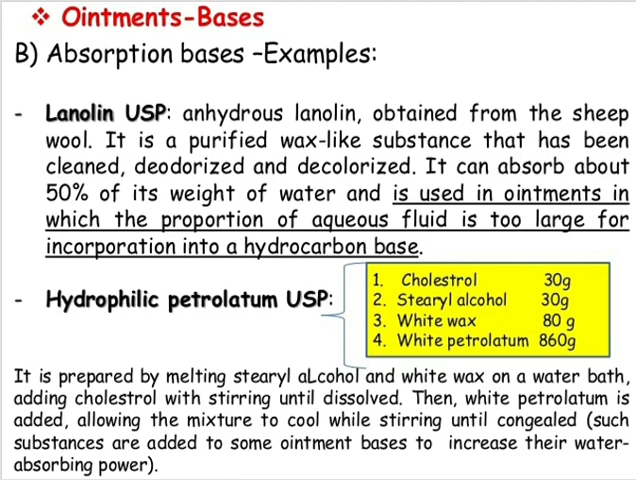 ❖ Ointments-Bases
B) Absorption bases –Examples:
- Lanolin USP: anhydrous lanolin, obtained from the sheep
wool. It is a purified wax-like substance that has been
cleaned, deodorized and decolorized. It can absorb about
50% of its weight of water and is used in ointments in
which the proportion of aqueous fluid is too large for
incorporation into a hydrocarbon base.
- Hydrophilic petrolatum USP:
1. Cholestrol 30g
2. Stearyl alcohol 30g
3. White wax 80 g
4. White petrolatum 860g
It is prepared by melting stearyl aLcohol and white wax on a water bath,
adding cholestrol with stirring until dissolved. Then, white petrolatum is
added, allowing the mixture to cool while stirring until congealed (such
substances are added to some ointment bases to increase their water-
absorbing power).